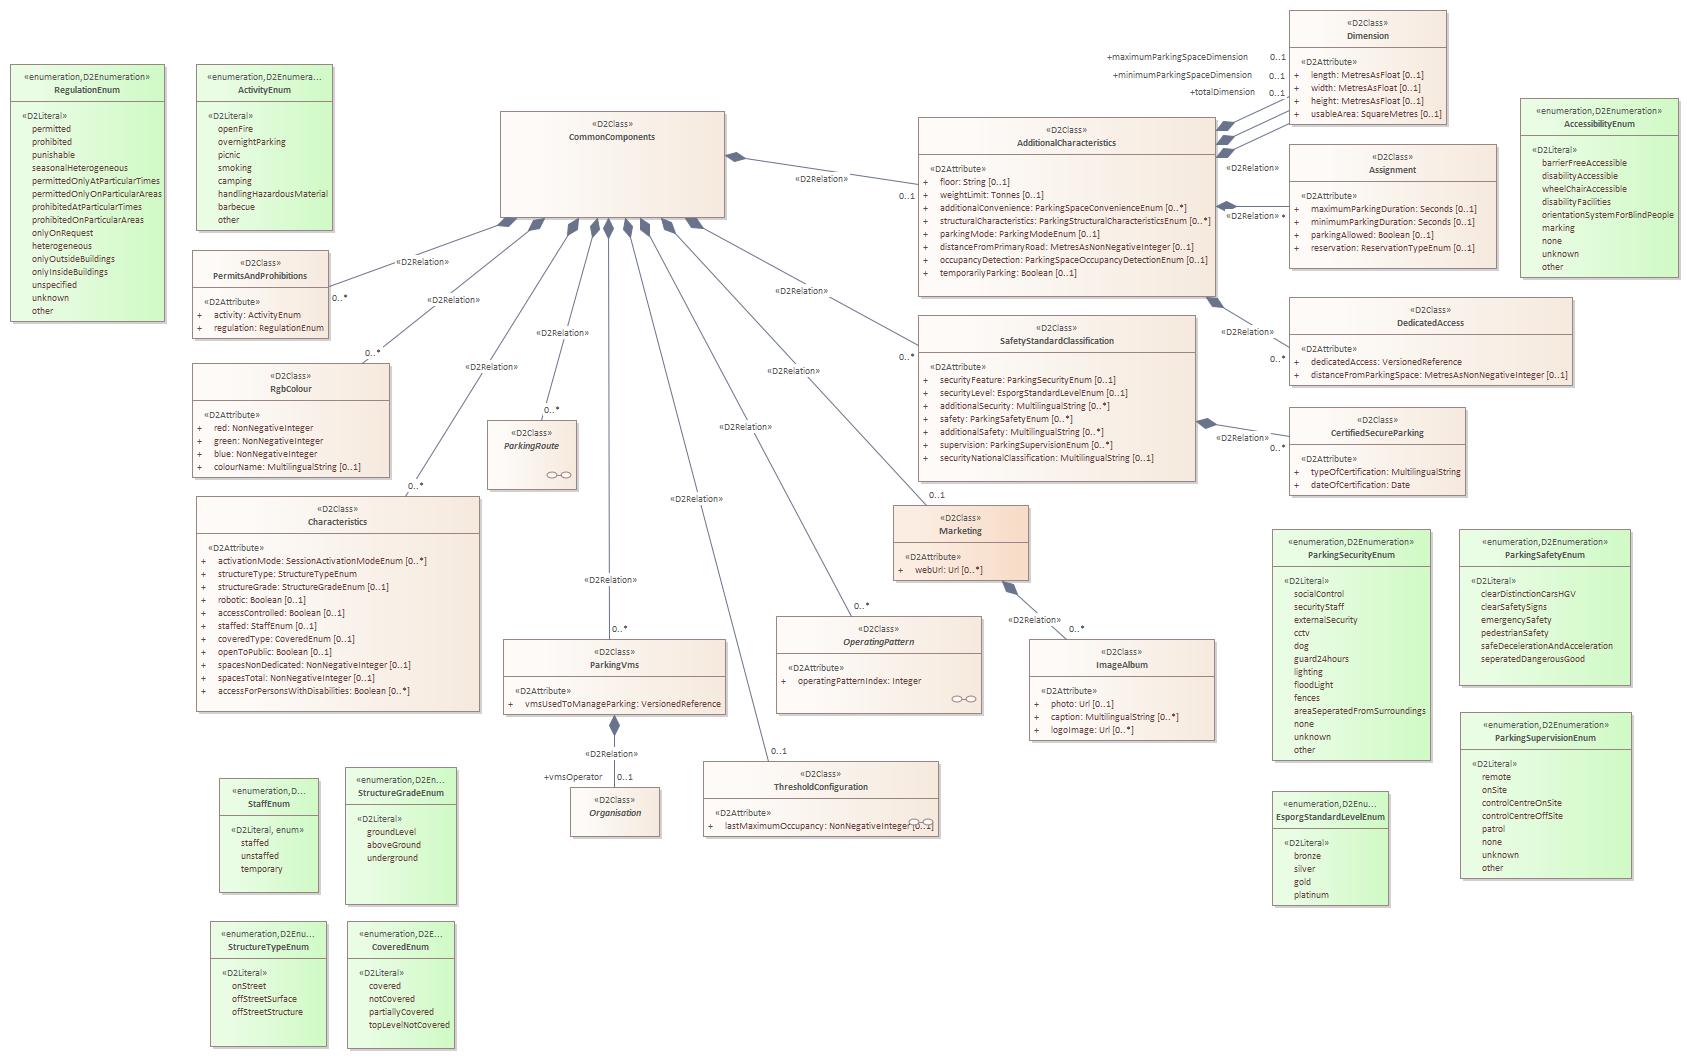 «enumeration,D2Enumeration»
RegulationEnum
«D2Literal»
permitted
prohibited
punishable
seasonalHeterogeneous
permittedOnlyAtParticularTimes
permittedOnlyOnParticularAreas
prohibitedAtParticularTimes
prohibitedOnParticularAreas
onlyOnRequest
heterogeneous
onlyOutsideBuildings
onlyInsideBuildings
unspecified
unknown
other
«enumeration,D2Enumera...
ActivityEnum
«D2Literal»
openFire
overnightParking
picnic
smoking
camping
handlingHazardousMaterial
barbecue
other
«D2Class»
CommonComponents
«D2Class»
PermitsAndProhibitions
«D2Attribute»
+ activity: ActivityEnum
+ regulation: RegulationEnum
«D2Relation»
0..*
«D2Class»
RgbColour
«D2Attribute»
+ red: NonNegativeInteger
+ green: NonNegativeInteger
+ blue: NonNegativeInteger
+ colourName: MultilingualString [0..1]
«D2Relation»
0..*
«D2Class»
Characteristics
«D2Attribute»
+ activationMode: SessionActivationModeEnum [0..*]
+ structureType: StructureTypeEnum
+ structureGrade: StructureGradeEnum [0..1]
+ robotic: Boolean [0..1]
+ accessControlled: Boolean [0..1]
+ staffed: StaffEnum [0..1]
+ coveredType: CoveredEnum [0..1]
+ openToPublic: Boolean [0..1]
+ spacesNonDedicated: NonNegativeInteger [0..1]
+ spacesTotal: NonNegativeInteger [0..1]
+ accessForPersonsWithDisabilities: Boolean [0..*]
«D2Relation»
0..*
«D2Class»
ParkingRoute
«D2Relation»
0..*
«D2Class»
ParkingVms
«D2Attribute»
+ vmsUsedToManageParking: VersionedReference
«D2Relation»
0..*
«D2Relation»
+vmsOperator
0..1
«D2Class»
Organisation
«D2Class»
ThresholdConfiguration
«D2Attribute»
+ lastMaximumOccupancy: NonNegativeInteger [0..1]
«D2Relation»
0..1
«D2Class»
OperatingPattern
«D2Attribute»
+ operatingPatternIndex: Integer
«D2Relation»
0..*
«D2Class»
Marketing
«D2Attribute»
+ webUrl: Url [0..*]
«D2Relation»
0..1
«D2Relation»
0..*
«D2Class»
ImageAlbum
«D2Attribute»
+ photo: Url [0..1]
+ caption: MultilingualString [0..*]
+ logoImage: Url [0..*]
«D2Relation»
0..*
«D2Class»
SafetyStandardClassification
«D2Attribute»
+ securityFeature: ParkingSecurityEnum [0..1]
+ securityLevel: EsporgStandardLevelEnum [0..1]
+ additionalSecurity: MultilingualString [0..*]
+ safety: ParkingSafetyEnum [0..*]
+ additionalSafety: MultilingualString [0..*]
+ supervision: ParkingSupervisionEnum [0..*]
+ securityNationalClassification: MultilingualString [0..1]
«D2Relation»
0..1
«D2Class»
AdditionalCharacteristics
«D2Attribute»
+ floor: String [0..1]
+ weightLimit: Tonnes [0..1]
+ additionalConvenience: ParkingSpaceConvenienceEnum [0..*]
+ structuralCharacteristics: ParkingStructuralCharacteristicsEnum [0..*]
+ parkingMode: ParkingModeEnum [0..1]
+ distanceFromPrimaryRoad: MetresAsNonNegativeInteger [0..1]
+ occupancyDetection: ParkingSpaceOccupancyDetectionEnum [0..1]
+ temporarilyParking: Boolean [0..1]
+maximumParkingSpaceDimension 0..1
+minimumParkingSpaceDimension 0..1
+totalDimension 0..1
«D2Class»
Dimension
«D2Attribute»
+ length: MetresAsFloat [0..1]
+ width: MetresAsFloat [0..1]
+ height: MetresAsFloat [0..1]
+ usableArea: SquareMetres [0..1]
«D2Relation»
«D2Relation» *
«D2Class»
Assignment
«D2Attribute»
+ maximumParkingDuration: Seconds [0..1]
+ minimumParkingDuration: Seconds [0..1]
+ parkingAllowed: Boolean [0..1]
+ reservation: ReservationTypeEnum [0..1]
«D2Relation»
0..*
«D2Class»
DedicatedAccess
«D2Attribute»
+ dedicatedAccess: VersionedReference
+ distanceFromParkingSpace: MetresAsNonNegativeInteger [0..1]
«D2Relation»
0..*
«D2Class»
CertifiedSecureParking
«D2Attribute»
+ typeOfCertification: MultilingualString
+ dateOfCertification: Date
«enumeration,D2Enumeration»
AccessibilityEnum
«D2Literal»
barrierFreeAccessible
disabilityAccessible
wheelChairAccessible
disabilityFacilities
orientationSystemForBlindPeople
marking
none
unknown
other
«enumeration,D2Enumeration»
ParkingSecurityEnum
«D2Literal»
socialControl
securityStaff
externalSecurity
cctv
dog
guard24hours
lighting
floodLight
fences
areaSeperatedFromSurroundings
none
unknown
other
«enumeration,D2Enumeration»
ParkingSafetyEnum
«D2Literal»
clearDistinctionCarsHGV
clearSafetySigns
emergencySafety
pedestrianSafety
safeDecelerationAndAcceleration
seperatedDangerousGood
«enumeration,D2Enumeration»
ParkingSupervisionEnum
«D2Literal»
remote
onSite
controlCentreOnSite
controlCentreOffSite
patrol
none
unknown
other
«enumeration,D2Enu...
EsporgStandardLevelEnum
«D2Literal»
bronze
silver
gold
platinum
«enumeration,D...
StaffEnum
«D2Literal, enum»
staffed
unstaffed
temporary
«enumeration,D2En...
StructureGradeEnum
«D2Literal»
groundLevel
aboveGround
underground
«enumeration,D2Enu...
StructureTypeEnum
«D2Literal»
onStreet
offStreetSurface
offStreetStructure
«enumeration,D2E...
CoveredEnum
«D2Literal»
covered
notCovered
partiallyCovered
topLevelNotCovered